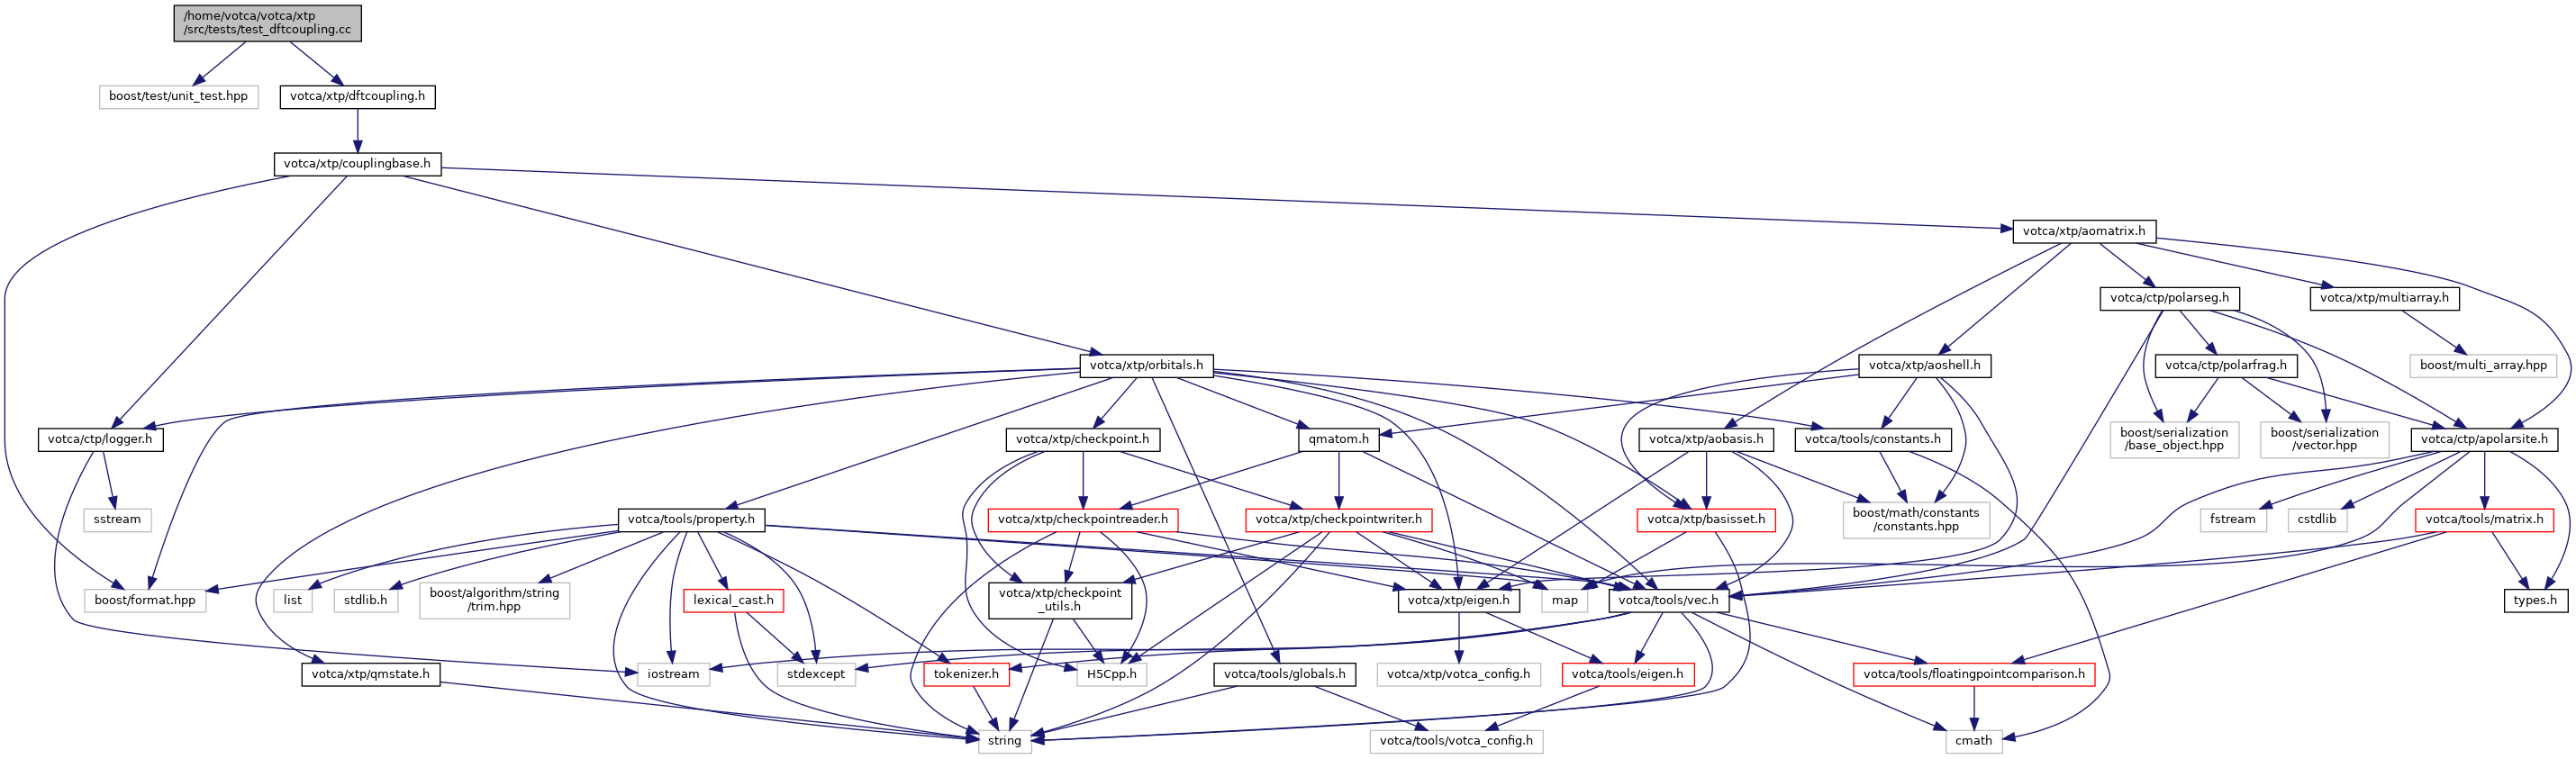 /home/votca/votca/xtp
/src/tests/test_dftcoupling.cc
boost/test/unit_test.hpp
votca/xtp/dftcoupling.h
votca/xtp/couplingbase.h
votca/xtp/aomatrix.h
votca/ctp/polarseg.h
votca/xtp/multiarray.h
votca/xtp/orbitals.h
votca/xtp/aoshell.h
votca/ctp/polarfrag.h
boost/multi_array.hpp
votca/ctp/logger.h
votca/xtp/checkpoint.h
qmatom.h
votca/xtp/aobasis.h
votca/tools/constants.h
boost/serialization
/base_object.hpp
boost/serialization
/vector.hpp
votca/ctp/apolarsite.h
sstream
votca/tools/property.h
votca/xtp/checkpointreader.h
votca/xtp/checkpointwriter.h
votca/xtp/basisset.h
boost/math/constants
/constants.hpp
fstream
cstdlib
votca/tools/matrix.h
boost/format.hpp
list
stdlib.h
boost/algorithm/string
/trim.hpp
lexical_cast.h
votca/xtp/checkpoint
_utils.h
votca/xtp/eigen.h
map
votca/tools/vec.h
types.h
votca/xtp/qmstate.h
iostream
stdexcept
tokenizer.h
H5Cpp.h
votca/tools/globals.h
votca/xtp/votca_config.h
votca/tools/eigen.h
votca/tools/floatingpointcomparison.h
string
votca/tools/votca_config.h
cmath